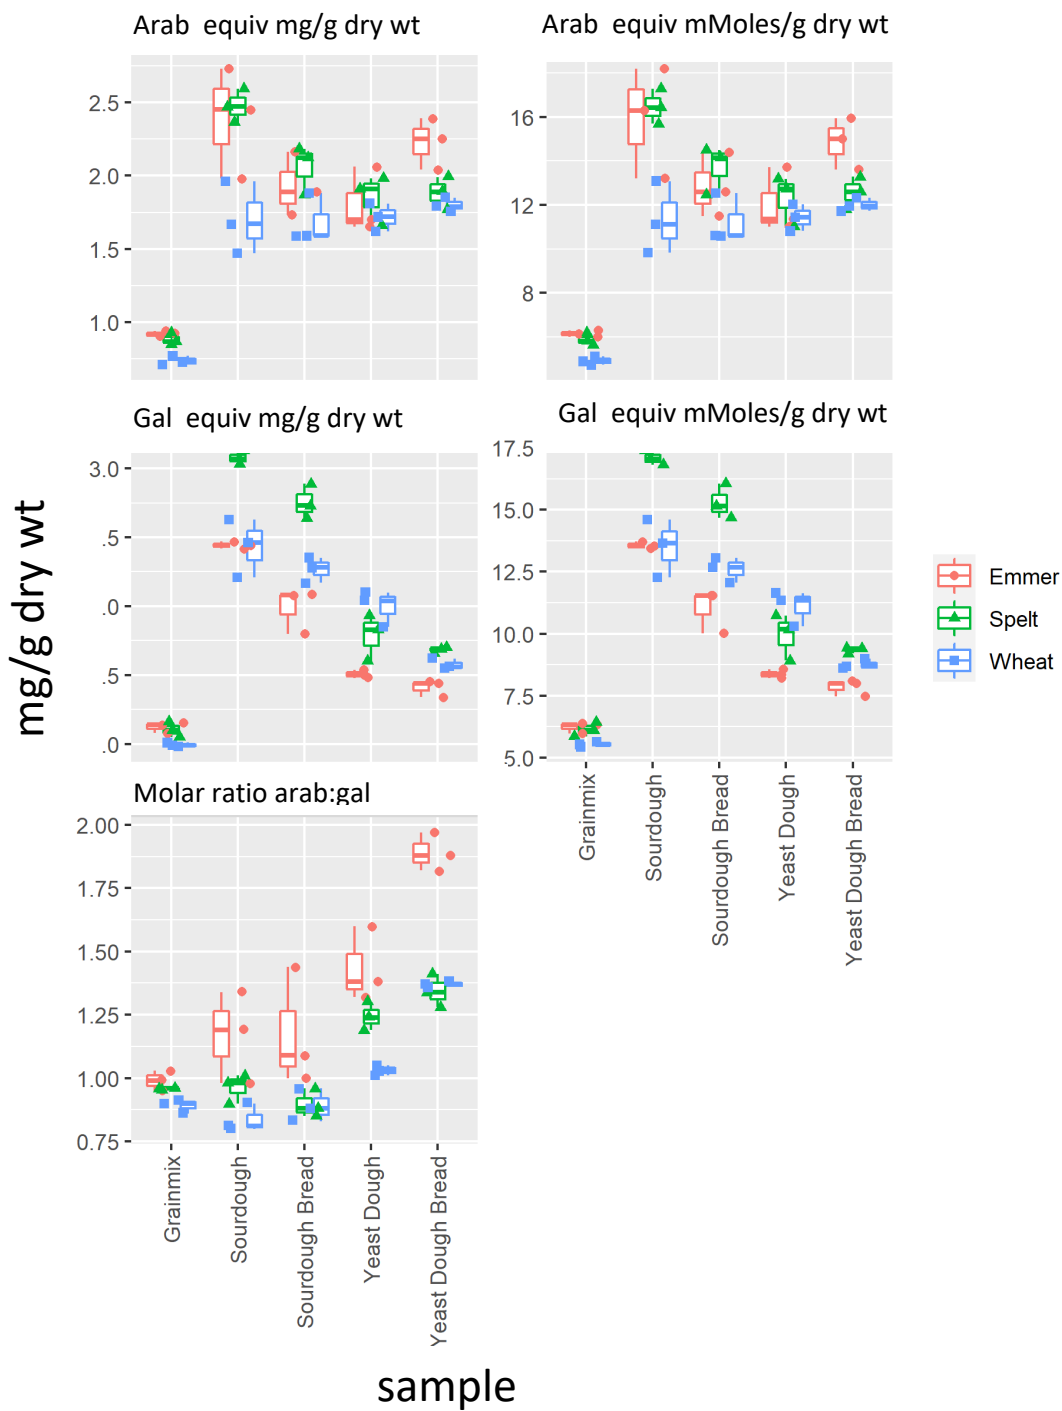 Arab equiv mg/g dry wt
Arab equiv mMoles/g dry wt
2.5
2.0
1.5
1.0
16
12
8
Gal equiv mg/g dry wt
Gal equiv mMoles/g dry wt
3.0
.5
.0
.5
.0
17.5
15.0
12.5
10.0
7.5
5.0
mg/g dry wt
Emmer
Spelt
Wheat
Grainmix
Sourdough
Sourdough Bread
Yeast Dough
Yeast Dough Bread
Molar ratio arab:gal
2.00
1.75
1.50
1.25
1.00
0.75
Grainmix
Sourdough
Sourdough Bread
Yeast Dough
Yeast Dough Bread
sample